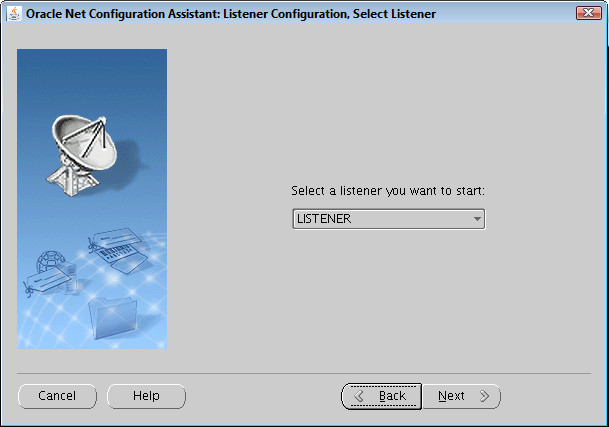 Oracle Net Configuration Assistant: Listener Configuration, Select Listener
Select a listener you want to start:
LISTENER
Cancel
Help
Back
Next